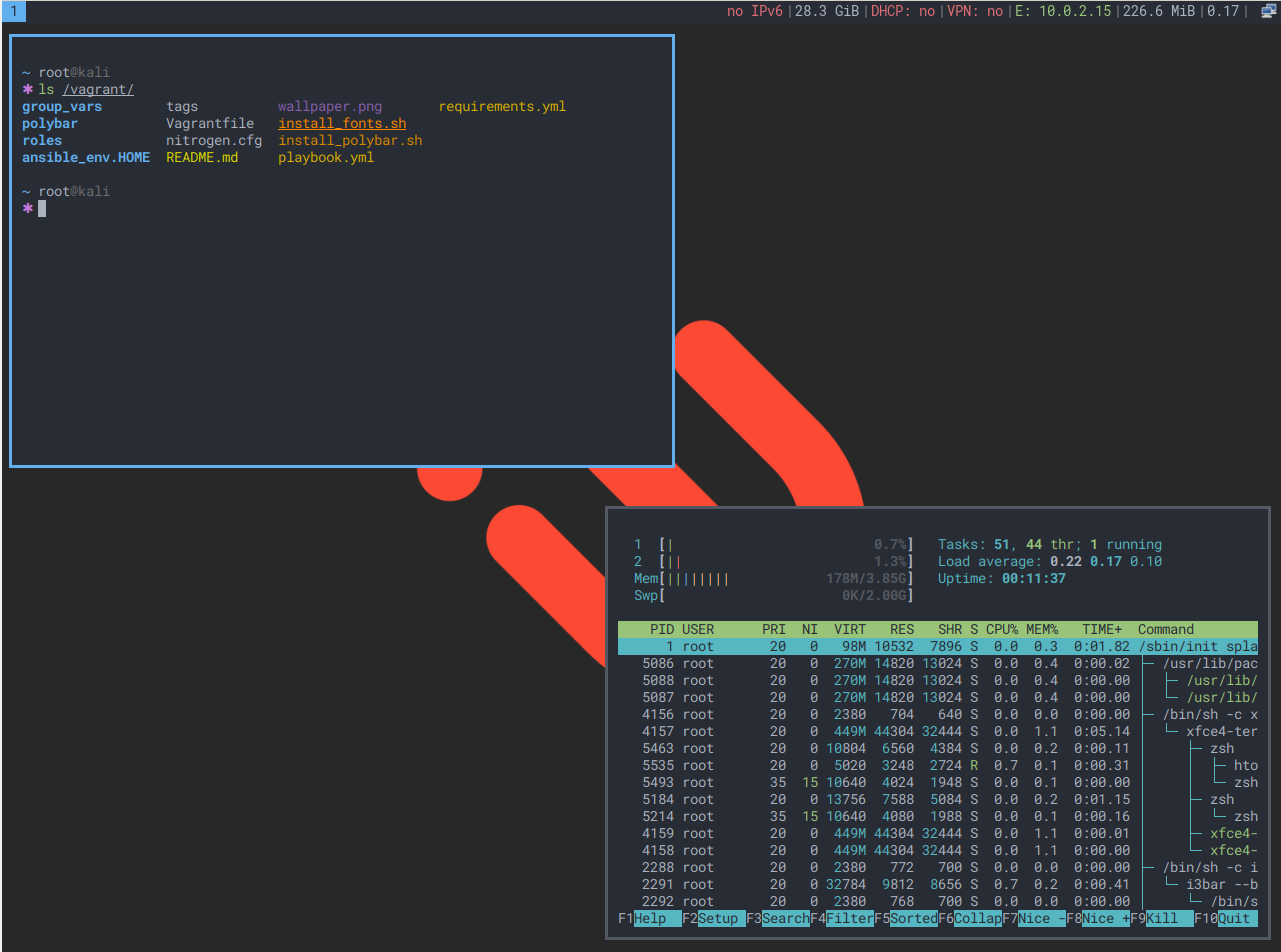 1
no IPv6|28.3 GiB|DHCP: no|VPN: no|E: 10.0.2.15|226.6 MiB|0.17|
~ root@kali
✱ ls /vagrant/
group_vars tags wallpaper.png requirements.yml
polybar Vagrantfile install_fonts.sh
roles nitrogen.cfg install_polybar.sh
ansible_env.HOME README.md playbook.yml
~ root@kali
✱
1 [| 0.7%] Tasks: 51, 44 thr; 1 running
2 [|| 1.3%] Load average: 0.22 0.17 0.10
Mem[|||||||| 178M/3.85G] Uptime: 00:11:37
Swp[ 0K/2.00G]
PID USER PRI NI VIRT RES SHR S CPU% MEM% TIME+ Command
1 root 20 0 98M 10532 7896 S 0.0 0.3 0:01.82 /sbin/init spla
5086 root 20 0 270M 14820 13024 S 0.0 0.4 0:00.02 ├─ /usr/lib/pac
5088 root 20 0 270M 14820 13024 S 0.0 0.4 0:00.00 │ ├─ /usr/lib/
5087 root 20 0 270M 14820 13024 S 0.0 0.4 0:00.00 │ └─ /usr/lib/
4156 root 20 0 2380 704 640 S 0.0 0.0 0:00.00 ├─ /bin/sh -c x
4157 root 20 0 449M 44304 32444 S 0.0 1.1 0:05.14 │ └─ xfce4-ter
5463 root 20 0 10804 6560 4384 S 0.0 0.2 0:00.11 │ ├─ zsh
5535 root 20 0 5020 3248 2724 R 0.7 0.1 0:00.31 │ │ ├─ hto
5493 root 35 15 10640 4024 1948 S 0.0 0.1 0:00.00 │ │ └─ zsh
5184 root 20 0 13756 7588 5084 S 0.0 0.2 0:01.15 │ ├─ zsh
5214 root 35 15 10640 4080 1988 S 0.0 0.1 0:00.16 │ │ └─ zsh
4159 root 20 0 449M 44304 32444 S 0.0 1.1 0:00.01 │ ├─ xfce4-
4158 root 20 0 449M 44304 32444 S 0.0 1.1 0:00.00 │ └─ xfce4-
2288 root 20 0 2380 772 700 S 0.0 0.0 0:00.00 ├─ /bin/sh -c i
2291 root 20 0 32784 9812 8656 S 0.7 0.2 0:00.41 │ └─ i3bar --b
2292 root 20 0 2380 768 700 S 0.0 0.0 0:00.00 │ └─ /bin/s
F1Help F2Setup F3SearchF4FilterF5SortedF6CollapF7Nice -F8Nice +F9Kill F10Quit